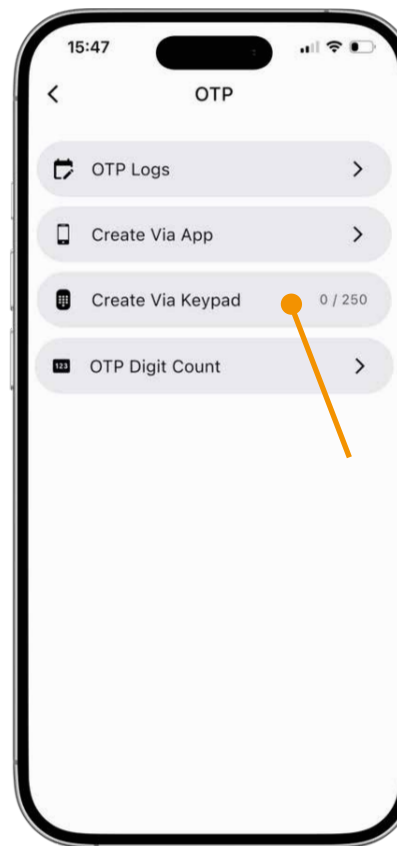 15:47
OTP
OTP Logs
Create Via App
Create Via Keypad 0 / 250
123 OTP Digit Count